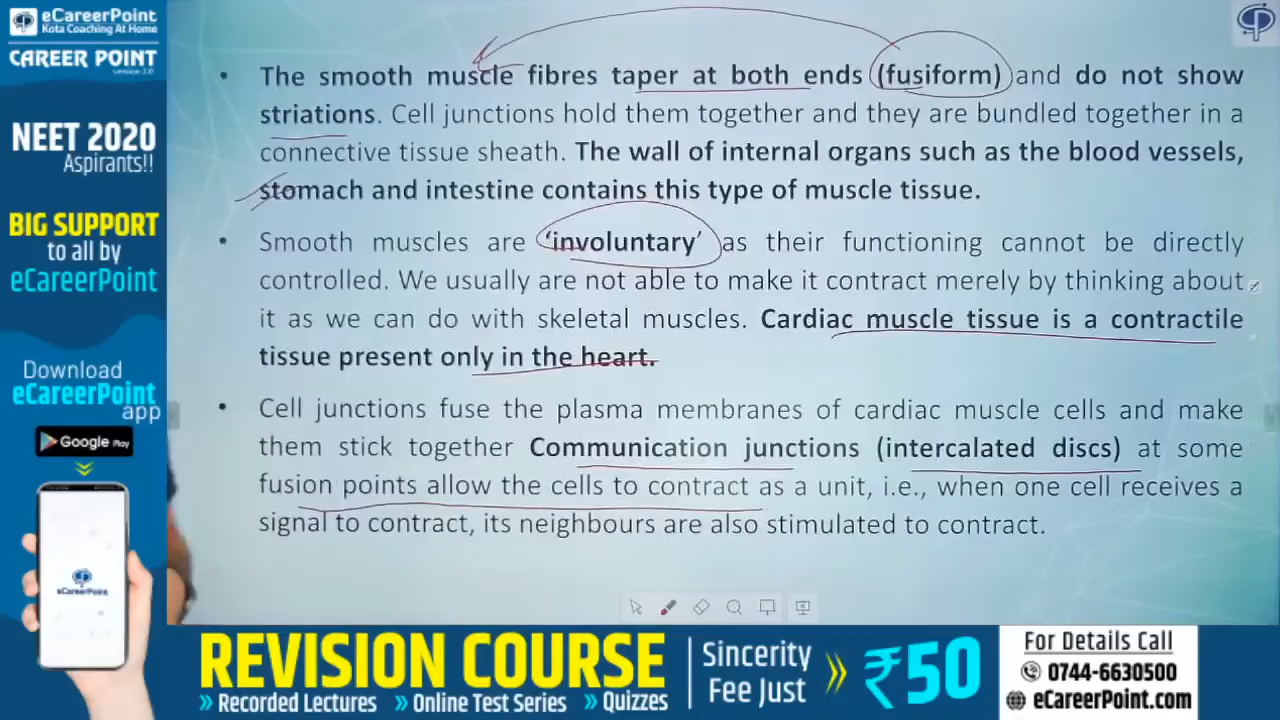 eCareerPoint
Kota Coaching At Home
CAREER POINT
version 2.0
NEET 2020
Aspirants!!
BIG SUPPORT
to all by
eCareerPoint
Download
eCareerPoint
app
Google Play
eCareerPoint
• The smooth muscle fibres taper at both ends (fusiform) and do not show
striations. Cell junctions hold them together and they are bundled together in a
connective tissue sheath. The wall of internal organs such as the blood vessels,
stomach and intestine contains this type of muscle tissue.
• Smooth muscles are ‘involuntary’ as their functioning cannot be directly
controlled. We usually are not able to make it contract merely by thinking about
it as we can do with skeletal muscles. Cardiac muscle tissue is a contractile
tissue present only in the heart.
• Cell junctions fuse the plasma membranes of cardiac muscle cells and make
them stick together Communication junctions (intercalated discs) at some
fusion points allow the cells to contract as a unit, i.e., when one cell receives a
signal to contract, its neighbours are also stimulated to contract.
REVISION COURSE
» Recorded Lectures » Online Test Series » Quizzes
Sincerity
Fee Just
» ₹50
For Details Call
0744-6630500
eCareerPoint.com